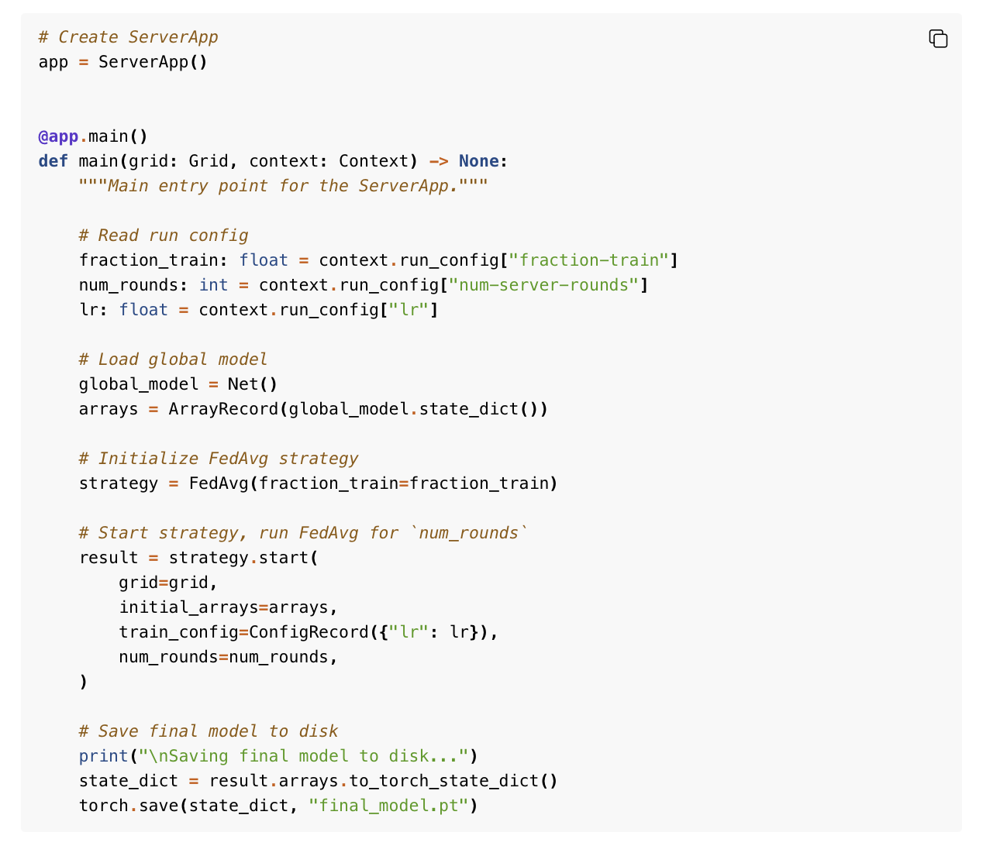 # Create ServerApp
app = ServerApp()
@app.main()
def main(grid: Grid, context: Context) -> None:
    """Main entry point for the ServerApp."""
    # Read run config
    fraction_train: float = context.run_config["fraction-train"]
    num_rounds: int = context.run_config["num-server-rounds"]
    lr: float = context.run_config["lr"]
    # Load global model
    global_model = Net()
    arrays = ArrayRecord(global_model.state_dict())
    # Initialize FedAvg strategy
    strategy = FedAvg(fraction_train=fraction_train)
    # Start strategy, run FedAvg for `num_rounds`
    result = strategy.start(
        grid=grid,
        initial_arrays=arrays,
        train_config=ConfigRecord({"lr": lr}),
        num_rounds=num_rounds,
    )
    # Save final model to disk
    print("\nSaving final model to disk...")
    state_dict = result.arrays.to_torch_state_dict()
    torch.save(state_dict, "final_model.pt")